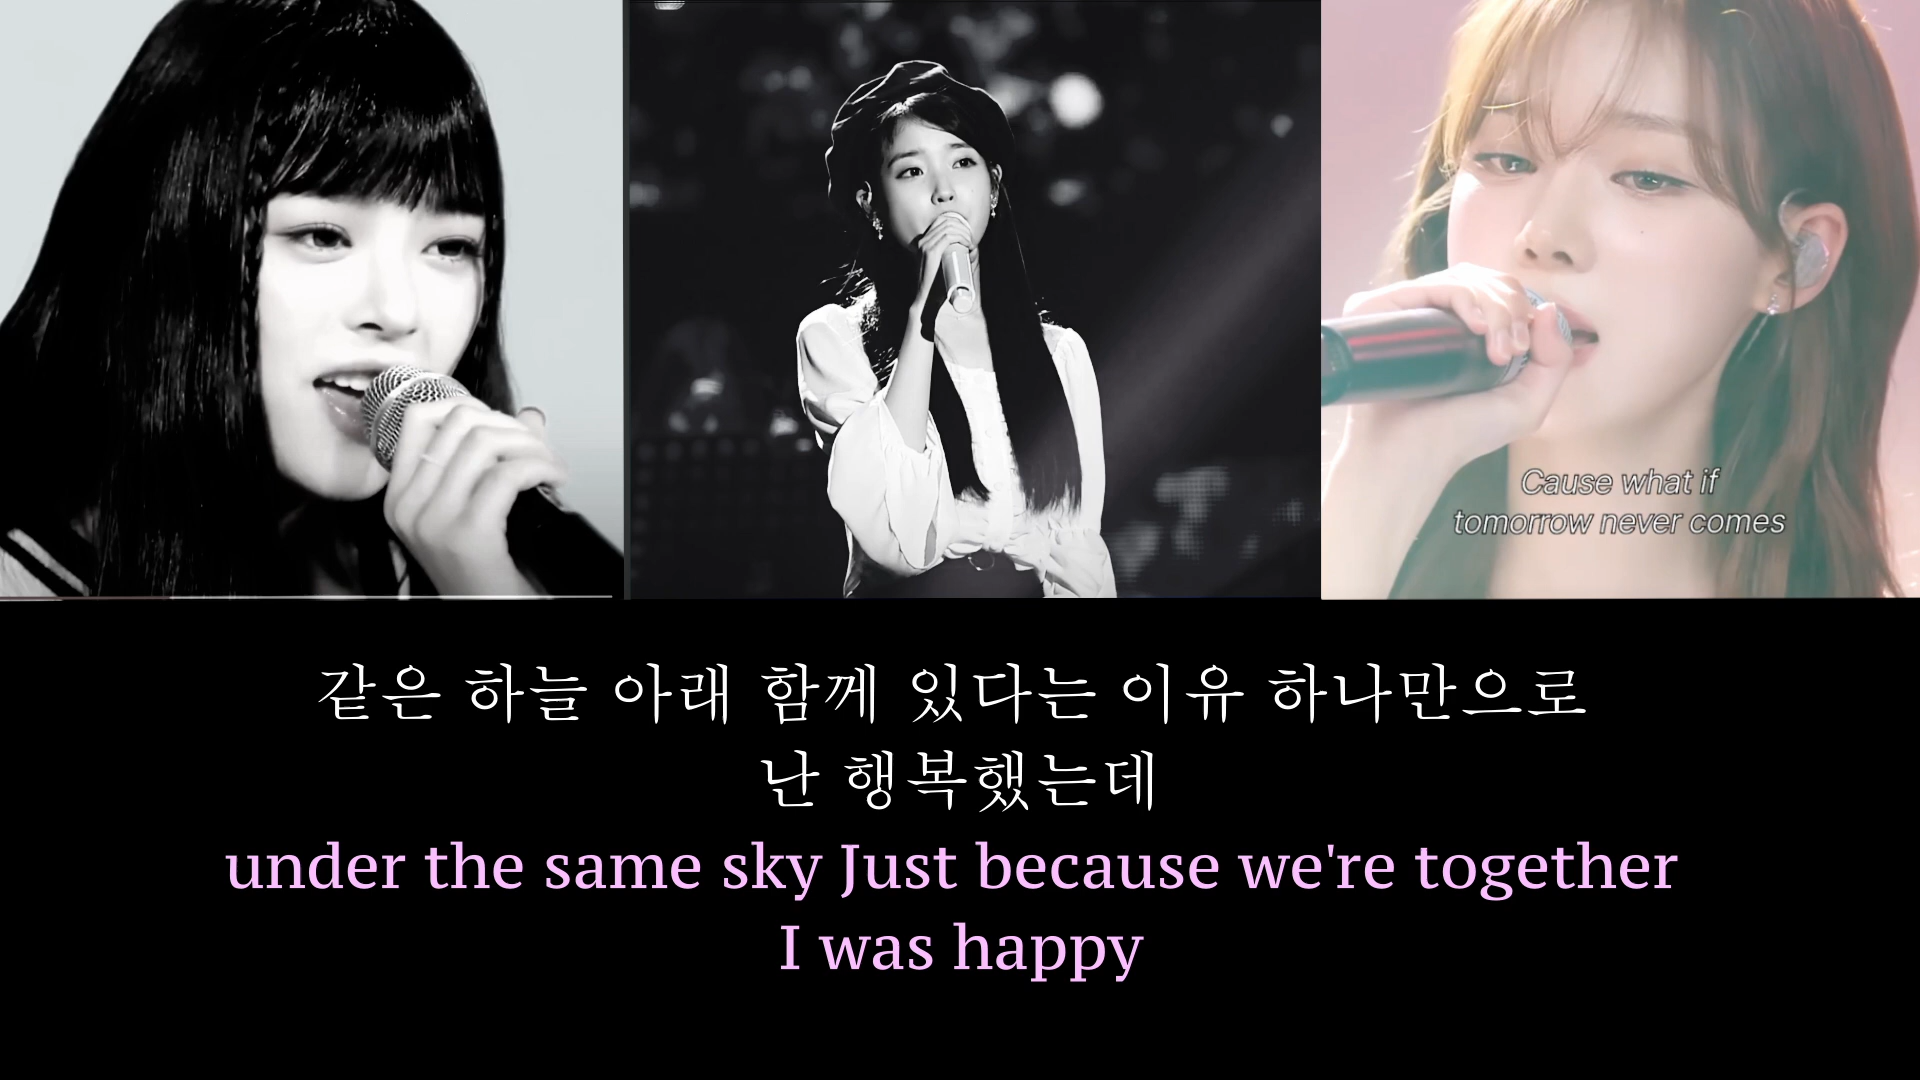 Cause what if
tomorrow never comes
같은 하늘 아래 함께 있다는 이유 하나만으로
난 행복했는데
under the same sky Just because we're together
I was happy